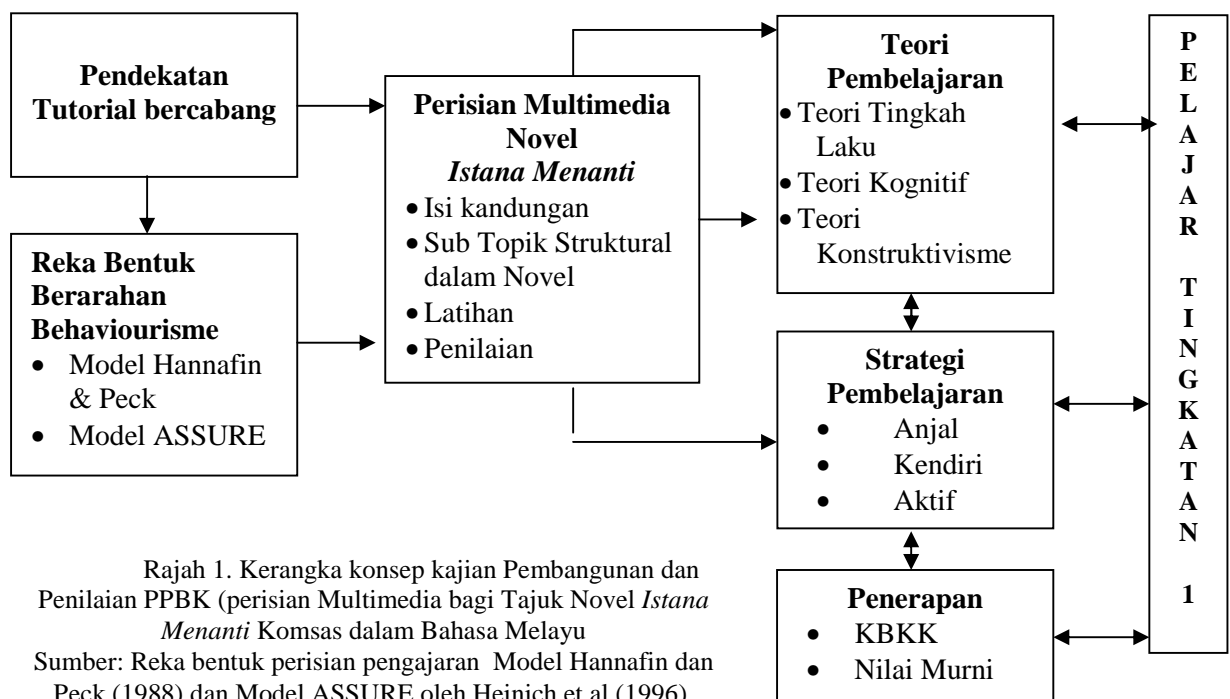 Pendekatan
Tutorial bercabang
Reka Bentuk
Berarahan
Behaviourisme
• Model Hannafin
& Peck
• Model ASSURE
Perisian Multimedia
Novel
Istana Menanti
• Isi kandungan
• Sub Topik Struktural
dalam Novel
• Latihan
• Penilaian
Teori
Pembelajaran
• Teori Tingkah
Laku
• Teori Kognitif
• Teori
Konstruktivisme
Strategi
Pembelajaran
• Anjal
• Kendiri
• Aktif
Penerapan
• KBKK
• Nilai Murni
P
E
L
A
J
A
R
T
I
N
G
K
A
T
A
N
1
Rajah 1. Kerangka konsep kajian Pembangunan dan
Penilaian PPBK (perisian Multimedia bagi Tajuk Novel Istana
Menanti Komsas dalam Bahasa Melayu
Sumber: Reka bentuk perisian pengajaran Model Hannafin dan
Peck (1988) dan Model ASSURE oleh Heinich et al (1996)